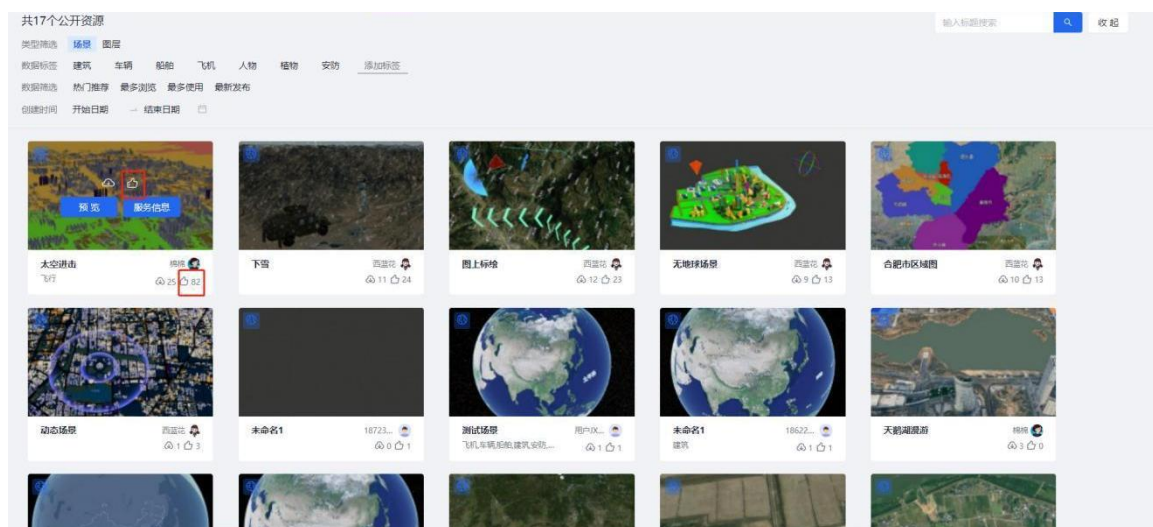 共17个公开资源
输入标题搜索 收起
类型筛选 场景 图层
数据标签 建筑 车辆 船舶 飞机 人物 植物 安防 添加标签
数据筛选 热门推荐 最多浏览 最多使用 最新发布
创建时间 开始日期 → 结束日期
预览 服务信息
太空进击 棉棉
飞行 25 82
下雪 西蓝花
11 24
图上标绘 西蓝花
12 23
无地球场景 西蓝花
9 13
合肥市区域图 西蓝花
10 13
动态场景 西蓝花
1 3
未命名1 18723...
0 1
测试场景 用户IX...
飞机,车辆,船舶,建筑,安防,... 1 1
未命名1 18622...
建筑 1 1
天鹅湖漫游 棉棉
3 0